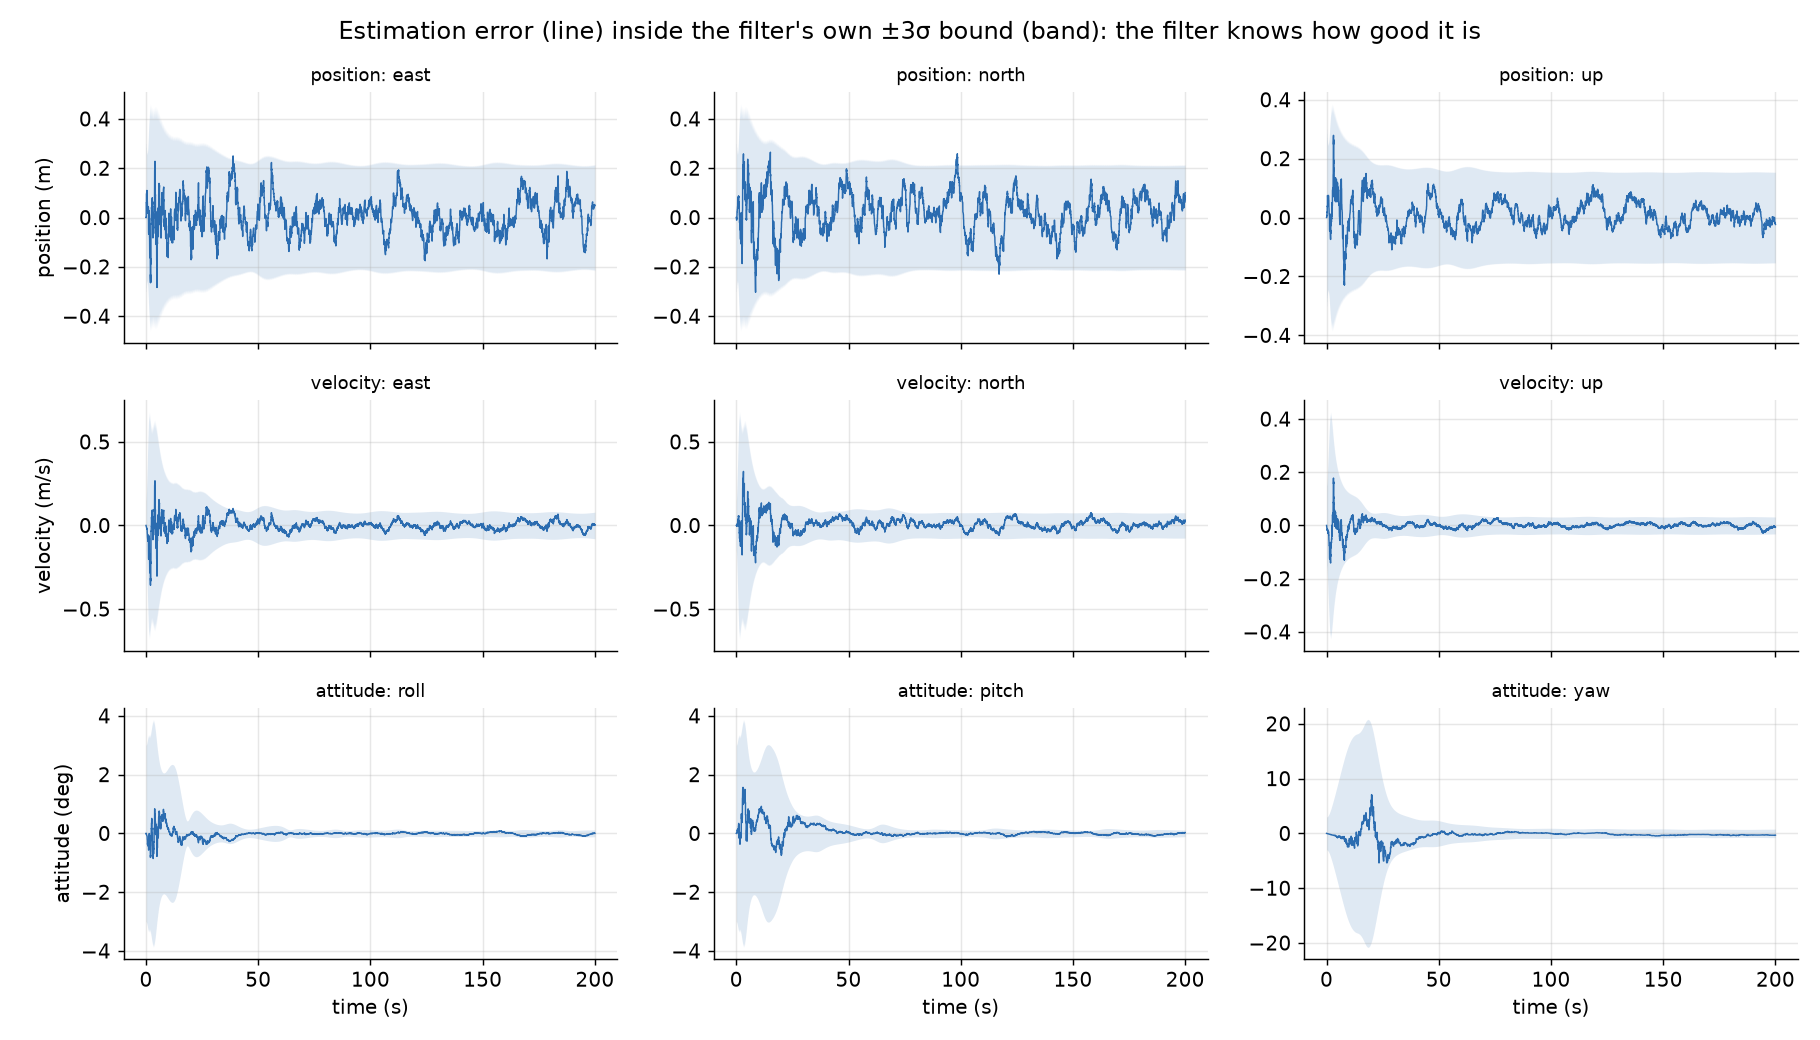 Estimation error (line) inside the filter's own ±3σ bound (band): the filter knows how good it is
position: east
position: north
position: up
position (m)
0.4
0.2
0.0
−0.2
−0.4
0.4
0.2
0.0
−0.2
−0.4
0.4
0.2
0.0
−0.2
−0.4
velocity: east
velocity: north
velocity: up
velocity (m/s)
0.5
0.0
−0.5
0.5
0.0
−0.5
0.4
0.2
0.0
−0.2
−0.4
attitude: roll
attitude: pitch
attitude: yaw
attitude (deg)
4
2
0
−2
−4
4
2
0
−2
−4
20
10
0
−10
−20
0 50 100 150 200
0 50 100 150 200
0 50 100 150 200
time (s)
time (s)
time (s)